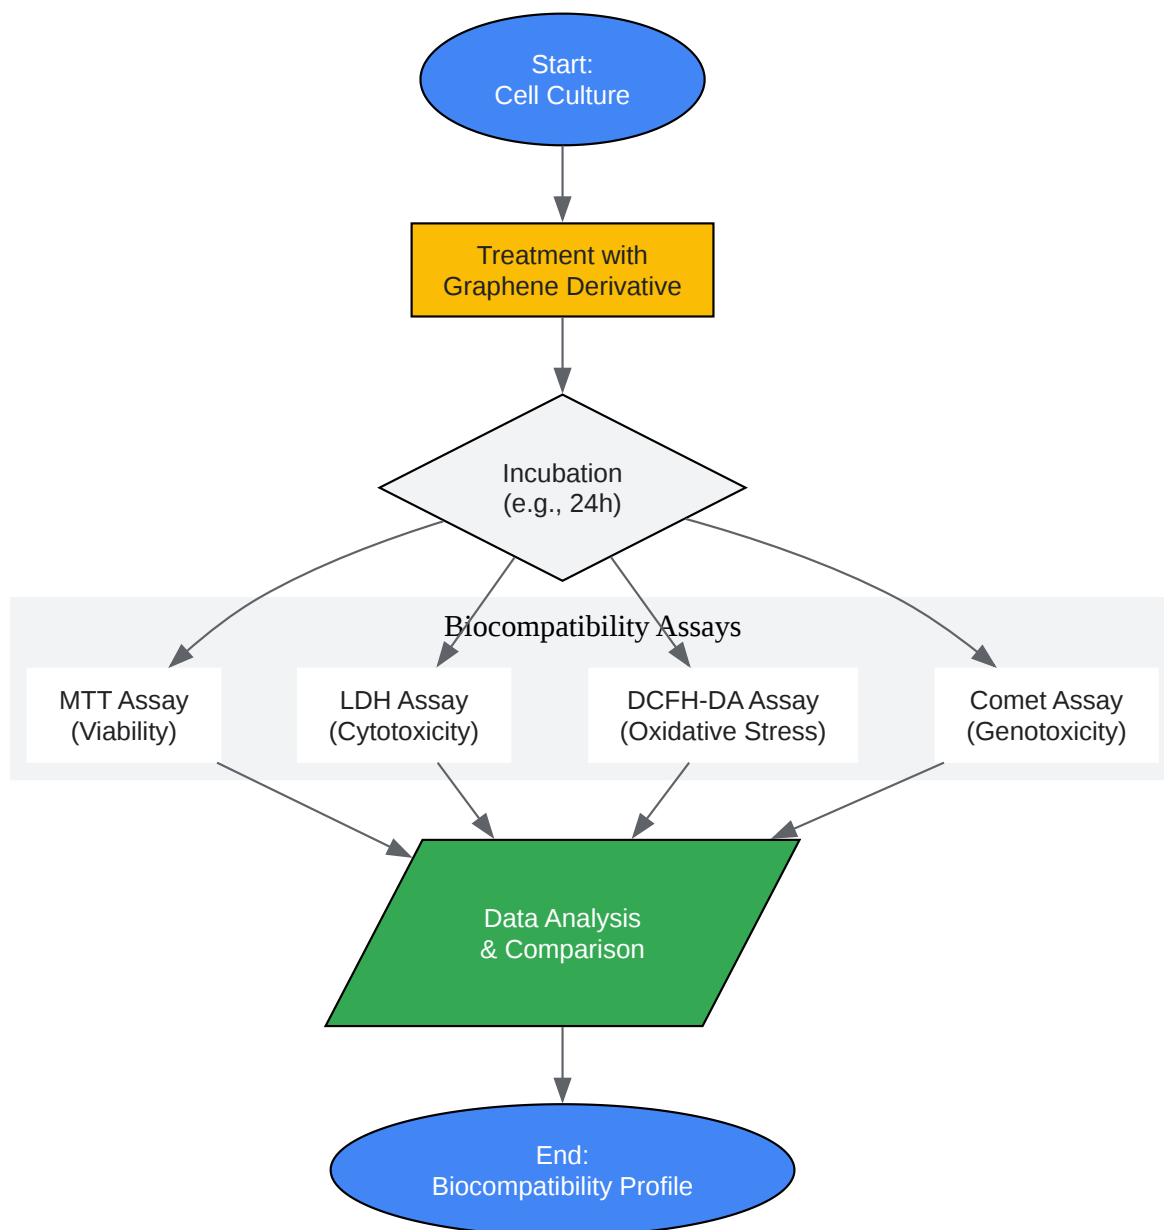 Start:
Cell Culture
Treatment with
Graphene Derivative
Incubation
(e.g., 24h)
Biocompatibility Assays
MTT Assay
(Viability)
LDH Assay
(Cytotoxicity)
DCFH-DA Assay
(Oxidative Stress)
Comet Assay
(Genotoxicity)
Data Analysis
& Comparison
End:
Biocompatibility Profile